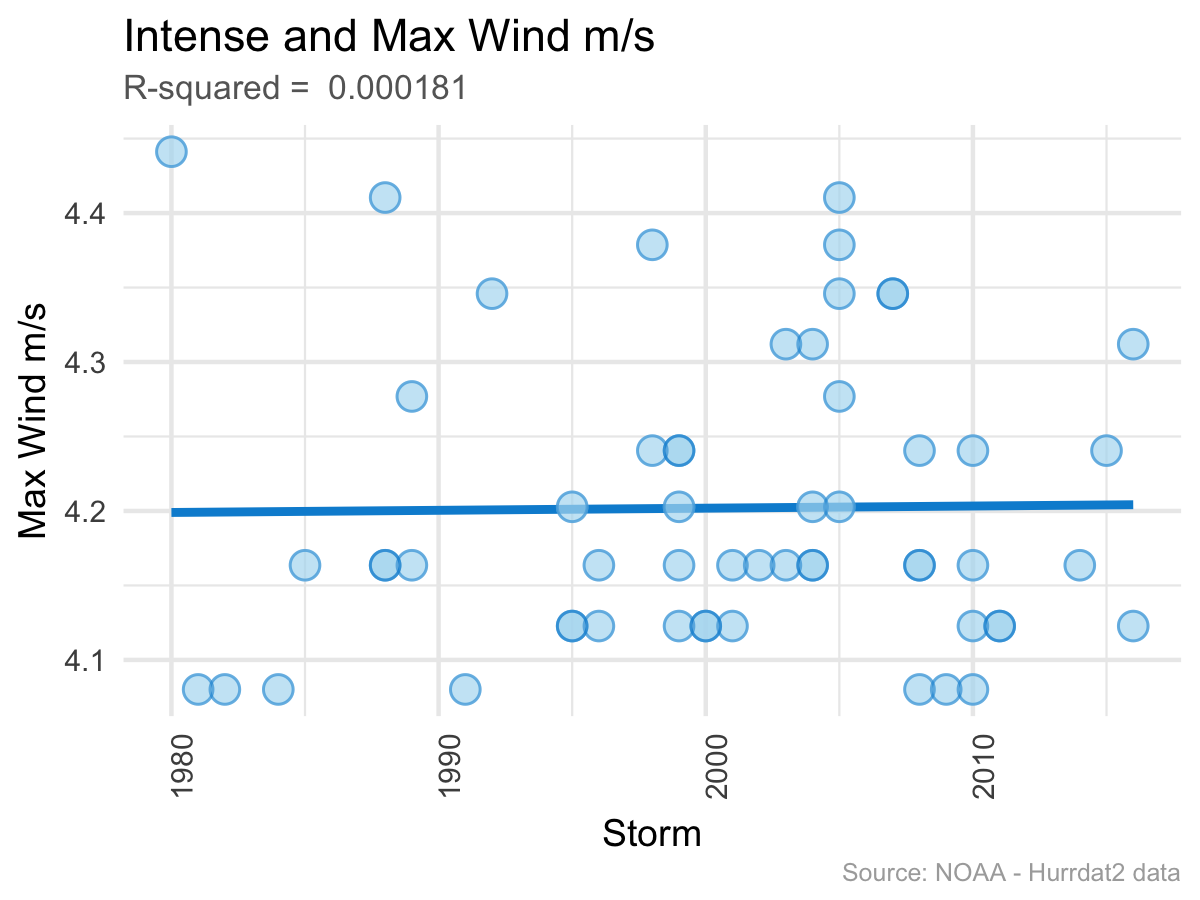 Intense and Max Wind m/s
R-squared =  0.000181
Max Wind m/s
4.4
4.3
4.2
4.1
1980
1990
2000
2010
Storm
Source: NOAA - Hurrdat2 data